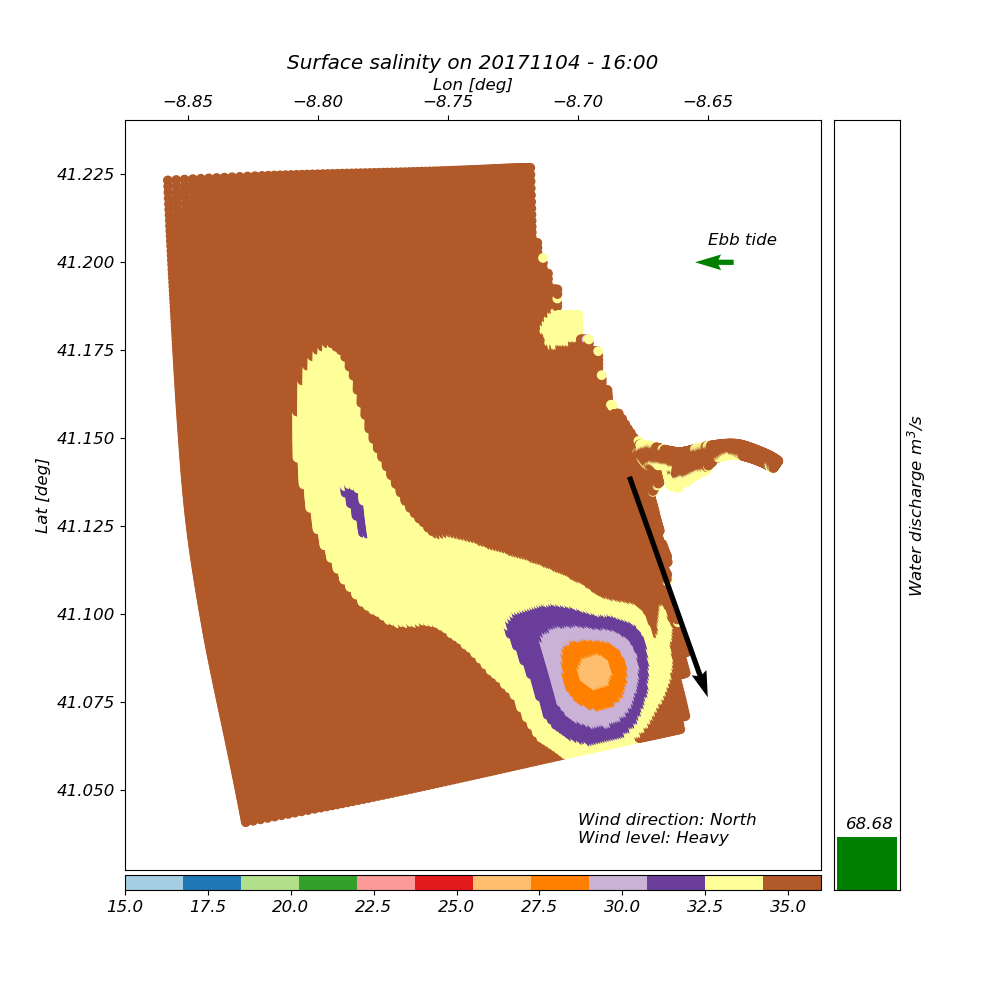 Surface salinity on 20171104 - 16:00
Lon [deg]
−8.85 −8.80 −8.75 −8.70 −8.65
41.225
41.200
41.175
41.150
41.125
41.100
41.075
41.050
Lat [deg]
Ebb tide
Wind direction: North
Wind level: Heavy
68.68
Water discharge m³/s
15.0 17.5 20.0 22.5 25.0 27.5 30.0 32.5 35.0